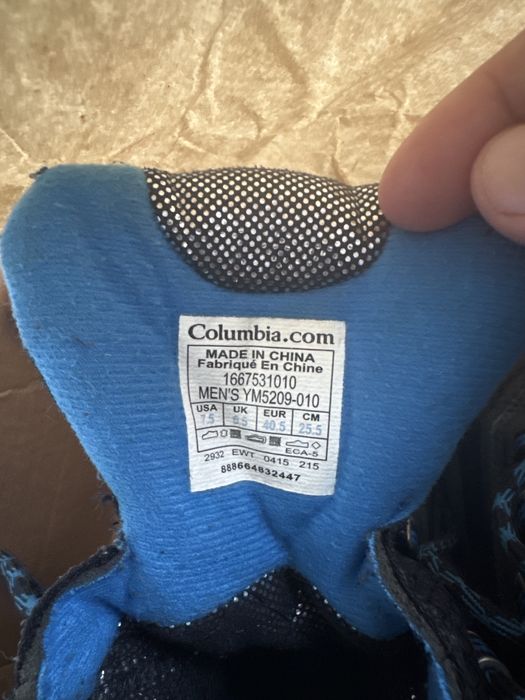 Columbia.com
MADE IN CHINA
Fabriqué En Chine
1667531010
MEN'S YM5209-010
USA UK EUR CM
7.5 6.5 40.5 25.5
ECA-5
2932 EWT 0415 215
888664832447